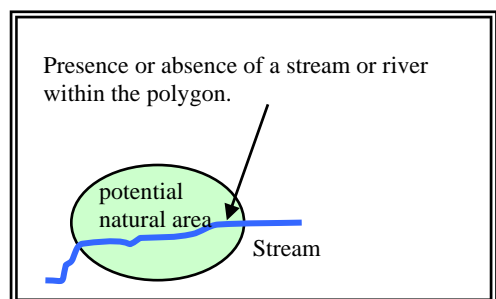 Presence or absence of a stream or river
within the polygon.
potential
natural area
Stream